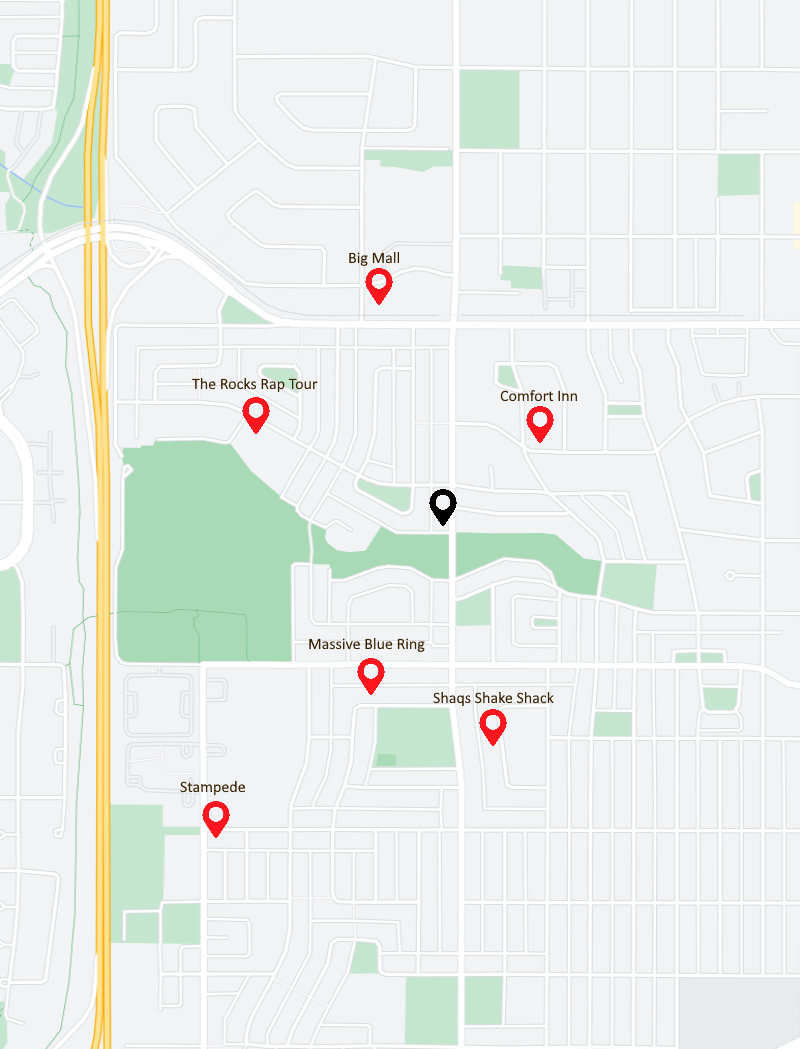 Big Mall
The Rocks Rap Tour
Comfort Inn
Massive Blue Ring
Shaqs Shake Shack
Stampede